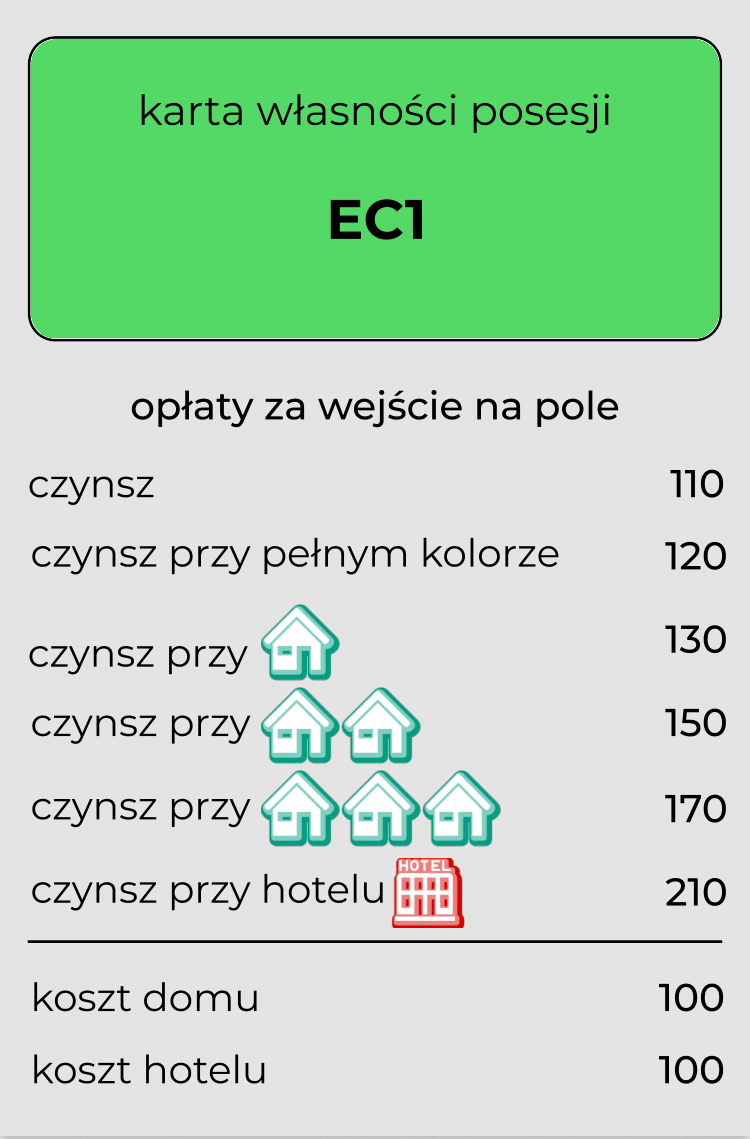 karta własności posesji
EC1
opłaty za wejście na pole
czynsz 110
czynsz przy pełnym kolorze 120
czynsz przy 130
czynsz przy 150
czynsz przy 170
czynsz przy hotelu HOTEL 210
koszt domu 100
koszt hotelu 100